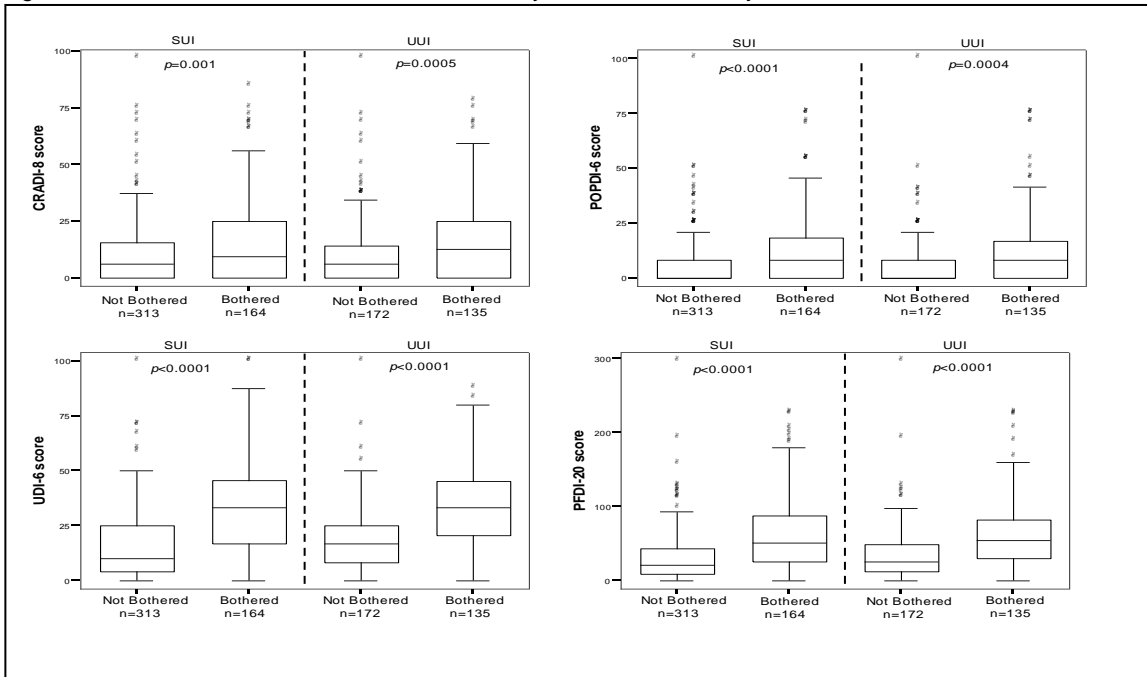 SUI UUI
p=0.001 p=0.0005
CRADI-8 score
100
75
50
25
0
Not Bothered Bothered Not Bothered Bothered
n=313 n=164 n=172 n=135
SUI UUI
p<0.0001 p=0.0004
POPDI-6 score
100
75
50
25
0
Not Bothered Bothered Not Bothered Bothered
n=313 n=164 n=172 n=135
SUI UUI
p<0.0001 p<0.0001
UDI-6 score
100
75
50
25
0
Not Bothered Bothered Not Bothered Bothered
n=313 n=164 n=172 n=135
SUI UUI
p<0.0001 p<0.0001
PFDI-20 score
300
200
100
0
Not Bothered Bothered Not Bothered Bothered
n=313 n=164 n=172 n=135